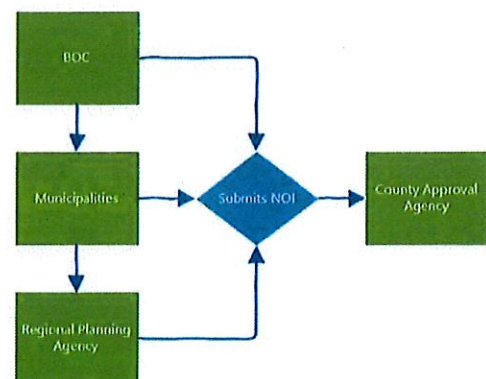 BOC
Municipalities
Submits NOI
County Approval
Agency
Regional Planning
Agency